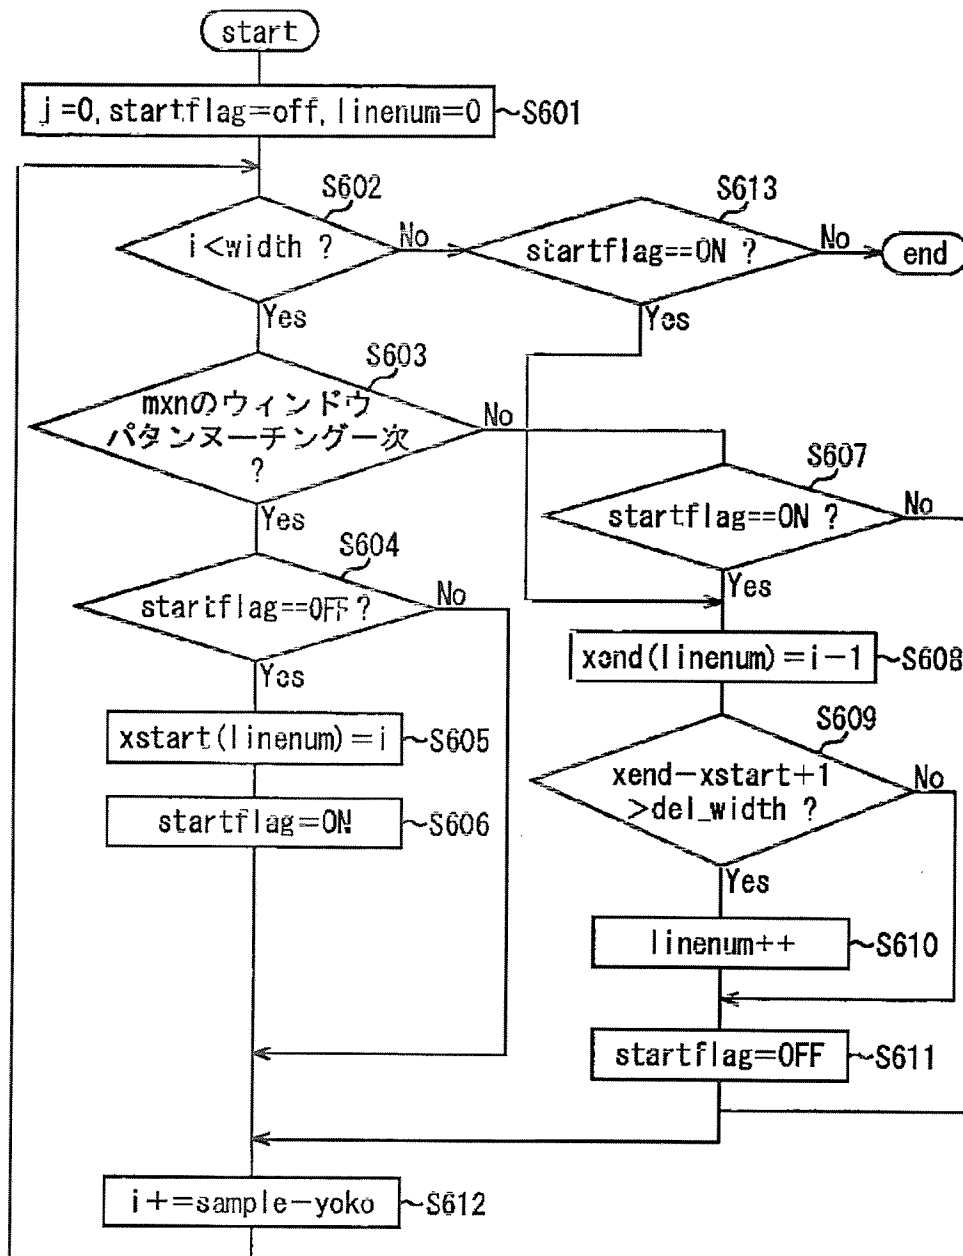 start
j=0, startflag=off, linenum=0
S601
S602
i<width ?
No
Yes
S613
startflag==ON ?
No
end
Yes
S603
mxnのウィンドウ
パタンヌーチングー次
?
No
Yes
S607
startflag==ON ?
No
Yes
S604
startflag==OFF?
No
Yes
xend(linenum)=i-1
S608
xstart(linenum)=i
S605
S609
xend-xstart+1
>del_width ?
No
Yes
startflag=ON
S606
linenum++
S610
startflag=OFF
S611
i+=sample-yoko
S612